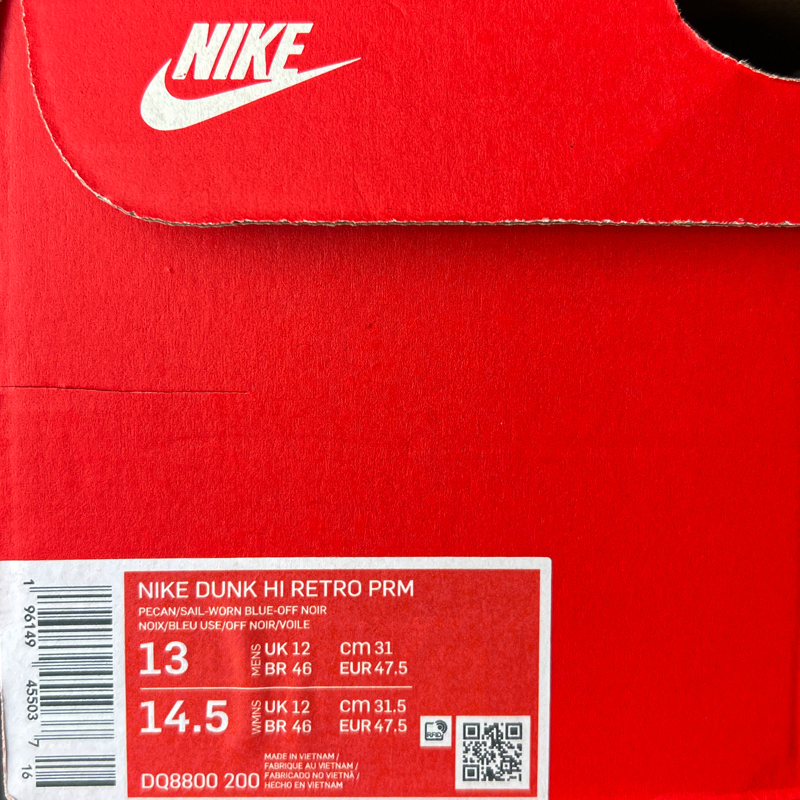 NIKE
NIKE DUNK HI RETRO PRM
PECAN/SAIL-WORN BLUE-OFF NOIR
NOIX/BLEU USE/OFF NOIR/VOILE
13 MENS UK 12 cm 31
BR 46 EUR 47.5
14.5 WMNS UK 12 cm 31.5
BR 46 EUR 47.5
RFID
DQ8800 200
MADE IN VIETNAM /
FABRIQUE AU VIETNAM /
FABRICADO NO VIETNÃ /
HECHO EN VIETNAM
1 96149 45503 7 16